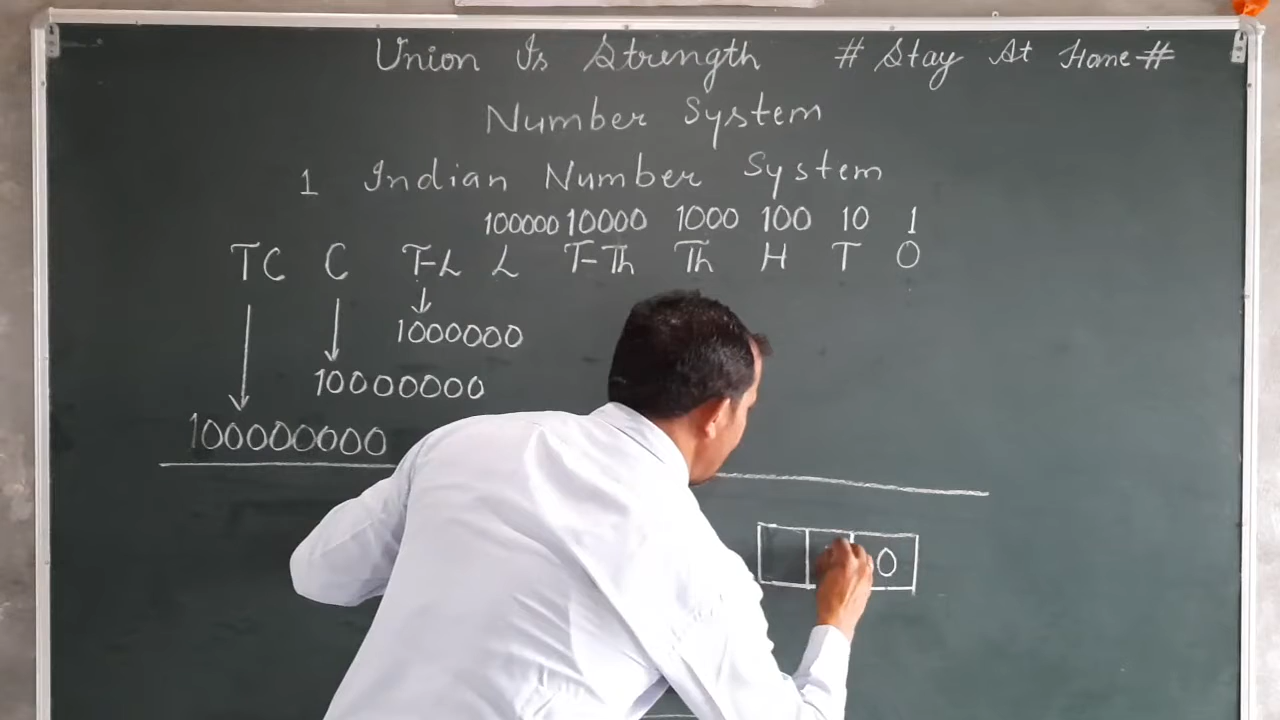 Union Is Strength # Stay At Home #
Number System
1 Indian Number System
100000 10000 1000 100 10 1
TC C T-L L T-Th Th H T O
1000000
10000000
100000000
O